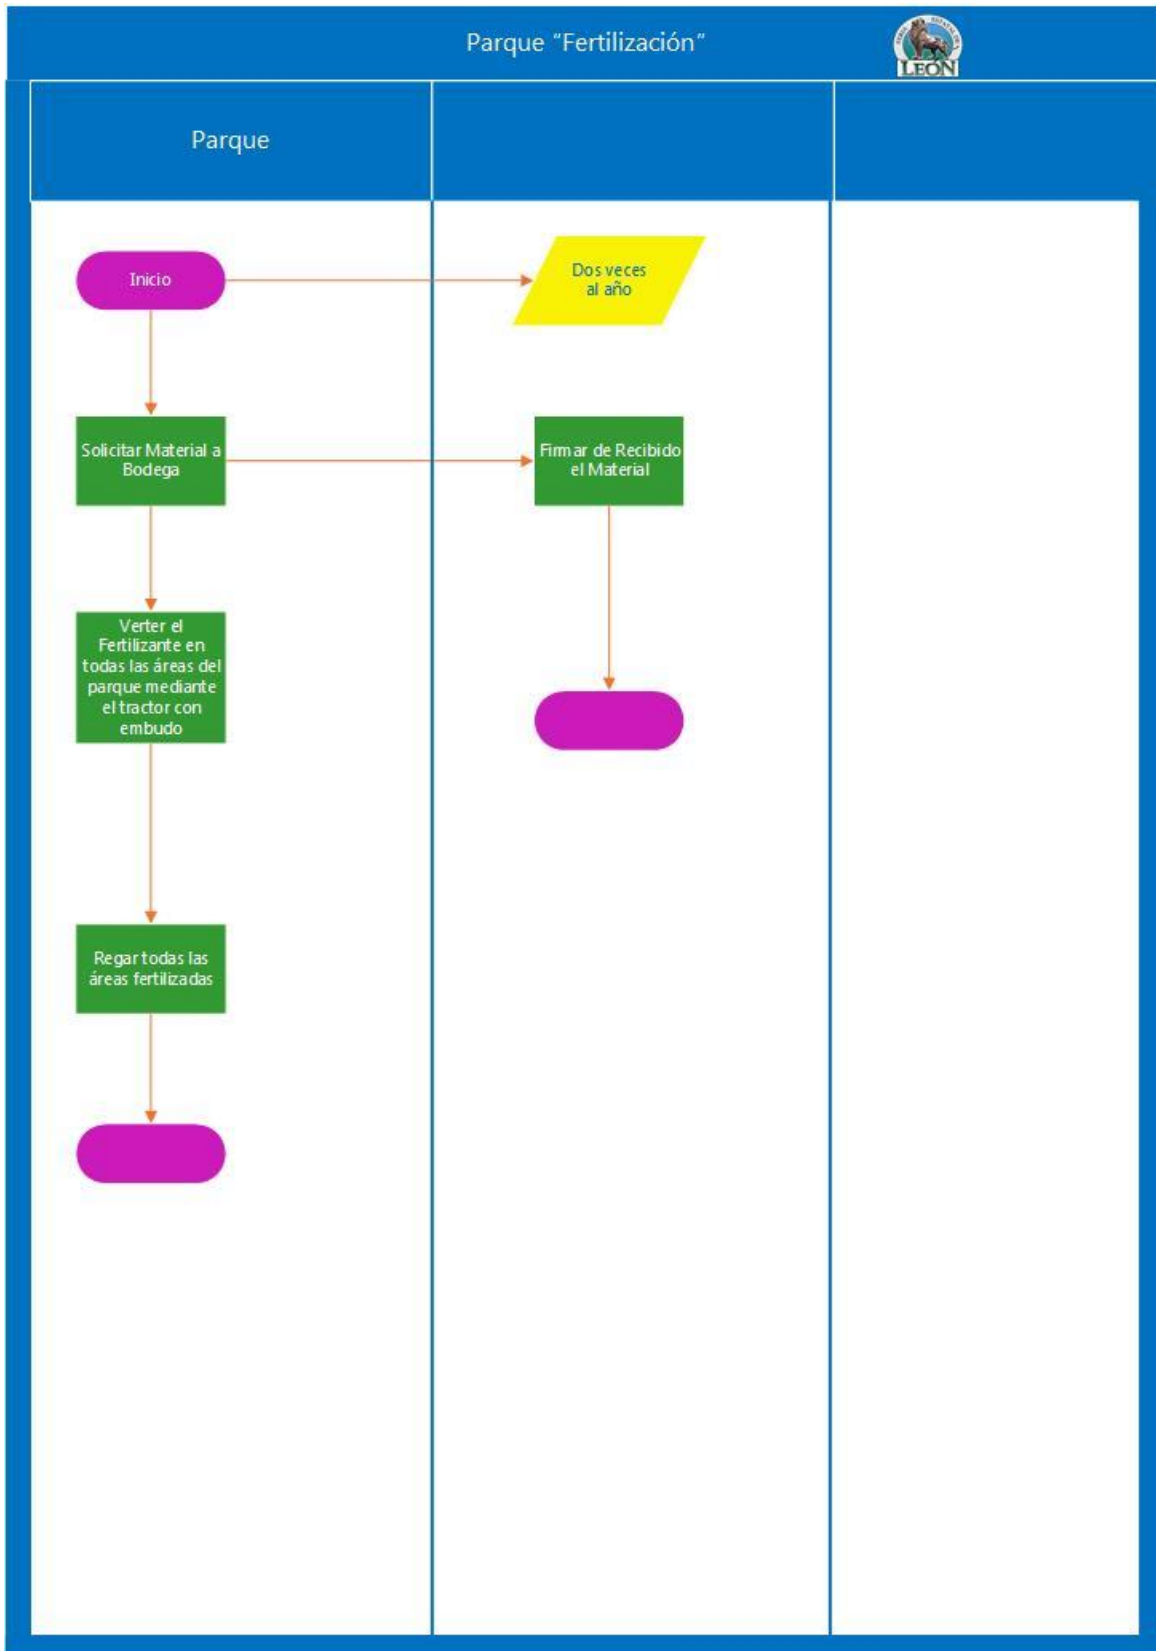 Parque “Fertilización”
LEÓN
Parque
Inicio
Dos veces
al año
Solicitar Material a
Bodega
Firmar de Recibido
el Material
Verter el
Fertilizante en
todas las áreas del
parque mediante
el tractor con
embudo
Regar todas las
áreas fertilizadas